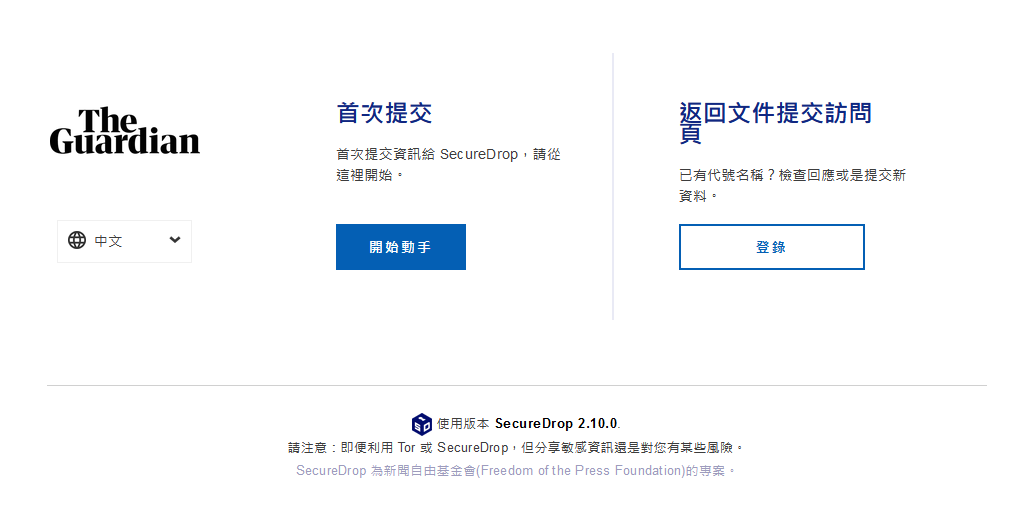 The
Guardian
中文
首次提交
首次提交資訊給 SecureDrop，請從
這裡開始。
開始動手
返回文件提交訪問
頁
已有代號名稱？檢查回應或是提交新
資料。
登錄
使用版本 SecureDrop 2.10.0.
請注意：即便利用 Tor 或 SecureDrop，但分享敏感資訊還是對您有某些風險。
SecureDrop 為新聞自由基金會(Freedom of the Press Foundation)的專案。